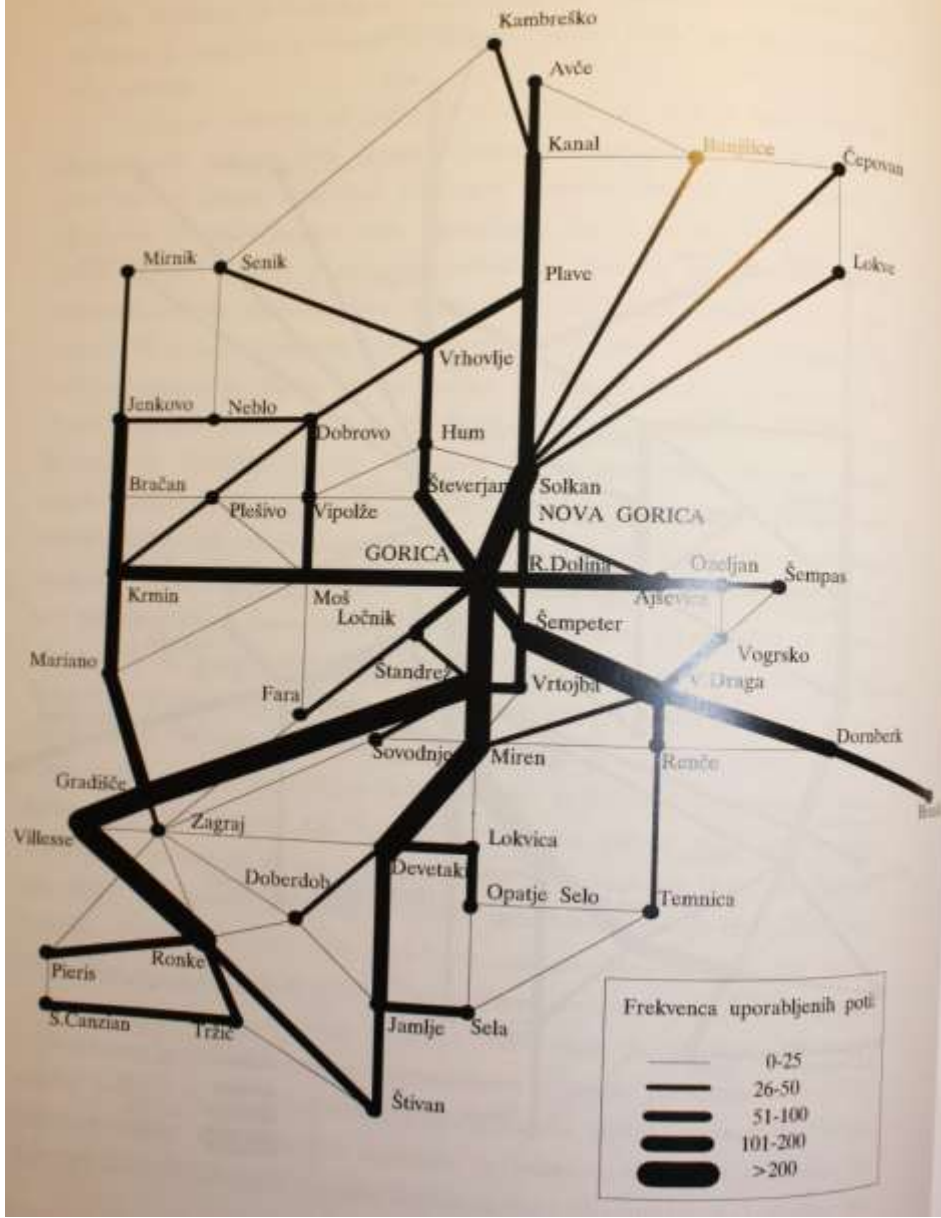 Kambreško
Avče
Kanal
Banjšice
Čepovan
Mirnik
Senik
Plave
Lokve
Vrhovlje
Jenkovo
Neblo
Dobrovo
Hum
Bračan
Plešivo
Vipolže
Števerjan
Solkan
NOVA GORICA
GORICA
R.Dolina
Ozeljan
Šempas
Krmin
Moš
Ajševica
Ločnik
Šempeter
Mariano
Vogrsko
Standrež
Fara
Vrtojba
V.Draga
Sovodnje
Miren
Renče
Dornberk
Gradišče
Villesse
Zagraj
Lokvica
Doberdob
Devetaki
Opatje Selo
Temnica
Pieris
Ronke
S.Canzian
Tržič
Jamlje
Sela
Štivan
Frekvenca uporabljenih poti
0-25
26-50
51-100
101-200
>200